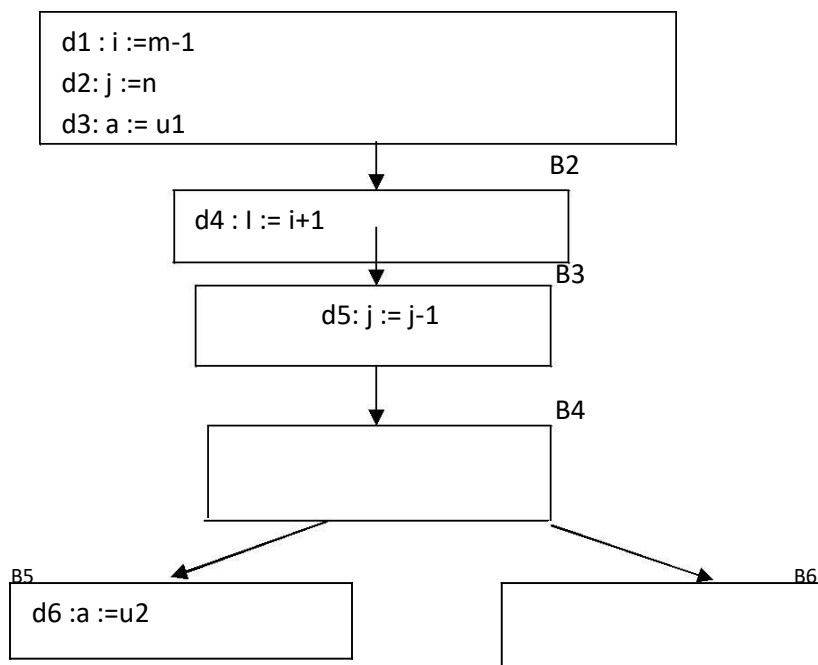 d1 : i :=m-1
d2: j :=n
d3: a := u1
B2
d4 : I := i+1
B3
d5: j := j-1
B4
B5
B6
d6 :a :=u2